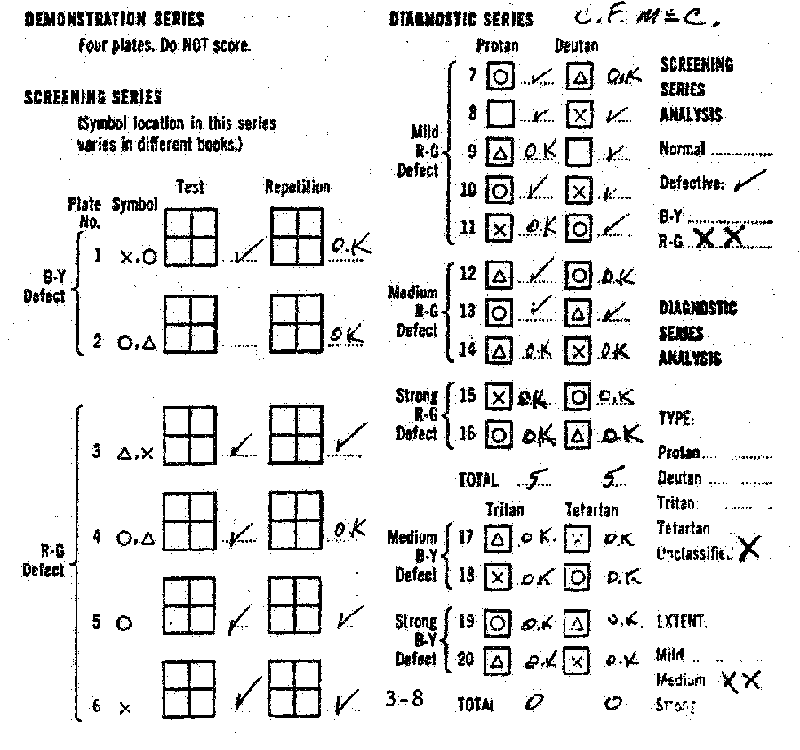 DEMONSTRATION SERIES
Four plates. Do NOT score.
SCREENING SERIES
(Symbol location in this series
varies in different books.)
Test Repetition
Plate No. Symbol
B-Y Defect
1 ×,○ ✓ O.K
2 ○,△ OK
R-G Defect
3 △,× ✓ ✓
4 ○,△ ✓ O.K
5 ○ ✓ ✓
6 × ✓ ✓
DIAGNOSTIC SERIES C.F. McC.
Protan Deutan
Mild R-G Defect
7 ○ ✓ △ O.K
8 ✓ × ✓
9 △ O.K ✓
10 ○ ✓ × ✓
11 × O.K ○ ✓
Medium R-G Defect
12 △ ✓ ○ O.K
13 ○ ✓ △ ✓
14 △ O.K × O.K
Strong R-G Defect
15 × O.K ○ O.K
16 ○ O.K △ O.K
TOTAL 5 5
Tritan Tetartan
Medium B-Y Defect
17 △ O.K. × O.K
18 × O.K ○ O.K
Strong B-Y Defect
19 ○ O.K △ O.K.
20 △ O.K × O.K
TOTAL 0 0
3-8
SCREENING
SERIES
ANALYSIS
Normal
Defective: ✓
B-Y
R-G X X
DIAGNOSTIC
SERIES
ANALYSIS
TYPE:
Protan
Deutan
Tritan
Tetartan
Unclassified X
EXTENT:
Mild
Medium XX
Strong